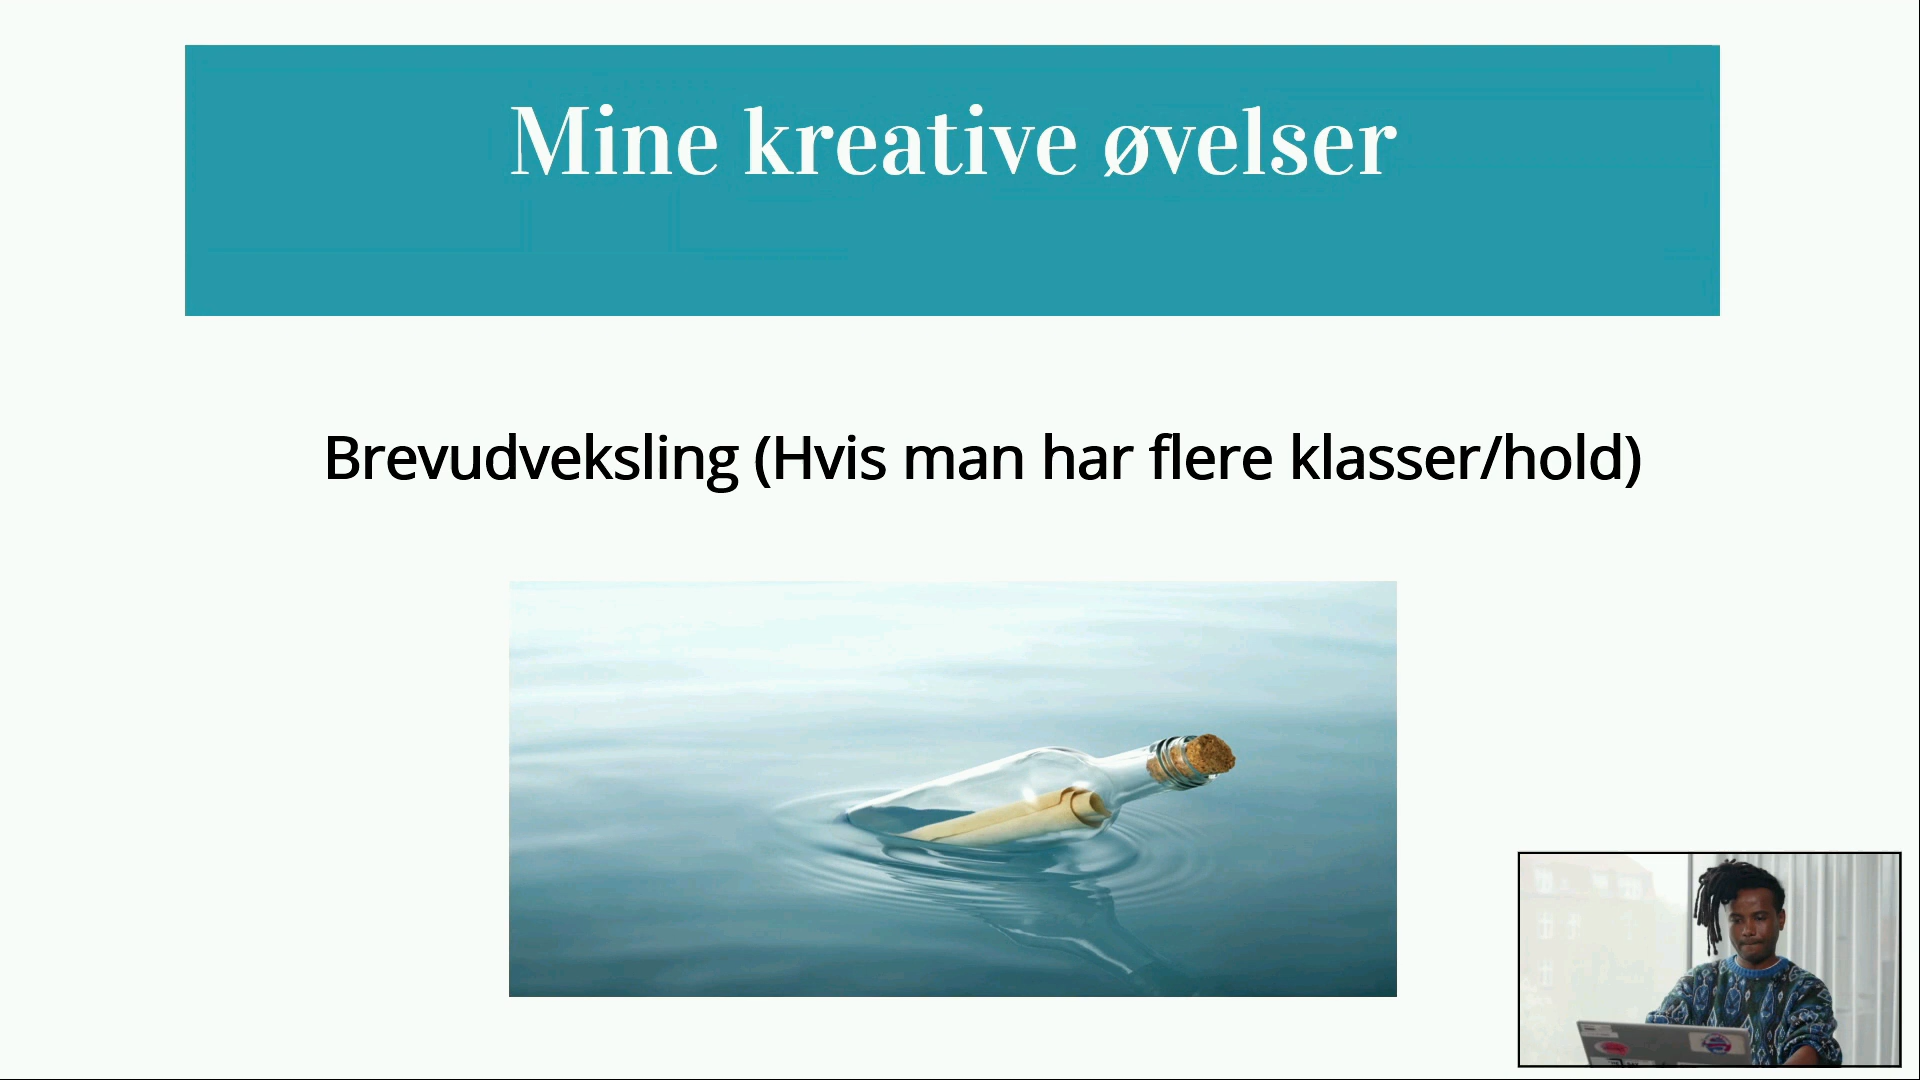 Mine kreative øvelser
Brevudveksling (Hvis man har flere klasser/hold)